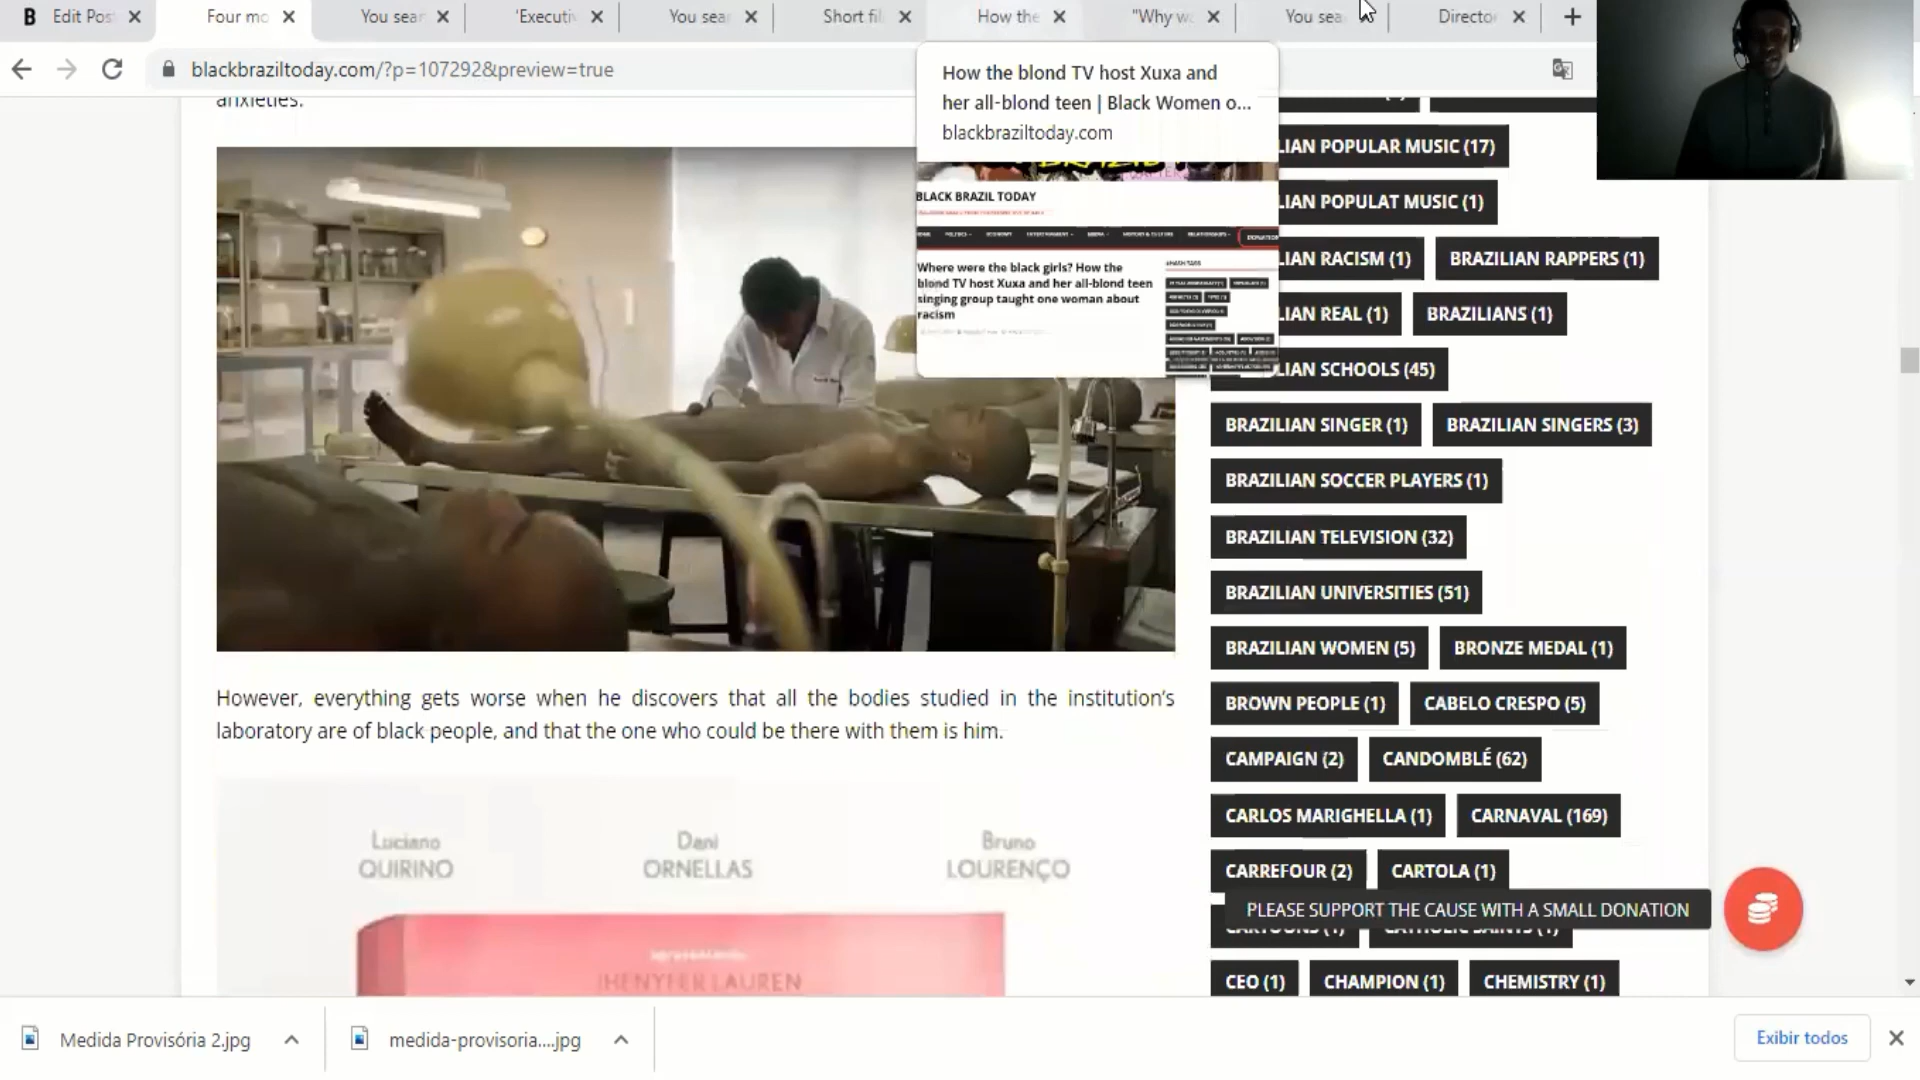 Edit Pos
Four mo
You sear
'Executi
You sear
Short fil
How the
"Why w
You sea
Directo
blackbraziltoday.com/?p=107292&preview=true
How the blond TV host Xuxa and
her all-blond teen | Black Women o...
blackbraziltoday.com
BLACK BRAZIL TODAY
Where were the black girls? How the
blond TV host Xuxa and her all-blond teen
singing group taught one woman about
racism
anxieties.
LIAN POPULAR MUSIC (17)
LIAN POPULAT MUSIC (1)
LIAN RACISM (1)
BRAZILIAN RAPPERS (1)
LIAN REAL (1)
BRAZILIANS (1)
LIAN SCHOOLS (45)
BRAZILIAN SINGER (1)
BRAZILIAN SINGERS (3)
BRAZILIAN SOCCER PLAYERS (1)
BRAZILIAN TELEVISION (32)
BRAZILIAN UNIVERSITIES (51)
BRAZILIAN WOMEN (5)
BRONZE MEDAL (1)
BROWN PEOPLE (1)
CABELO CRESPO (5)
CAMPAIGN (2)
CANDOMBLÉ (62)
CARLOS MARIGHELLA (1)
CARNAVAL (169)
CARREFOUR (2)
CARTOLA (1)
PLEASE SUPPORT THE CAUSE WITH A SMALL DONATION
CARTOONS (1)
CATHOLIC SAINTS (1)
CEO (1)
CHAMPION (1)
CHEMISTRY (1)
However, everything gets worse when he discovers that all the bodies studied in the institution's
laboratory are of black people, and that the one who could be there with them is him.
Luciano
QUIRINO
Dani
ORNELLAS
Bruno
LOURENÇO
apresentando
JHENYFER LAUREN
Medida Provisória 2.jpg
medida-provisoria....jpg
Exibir todos